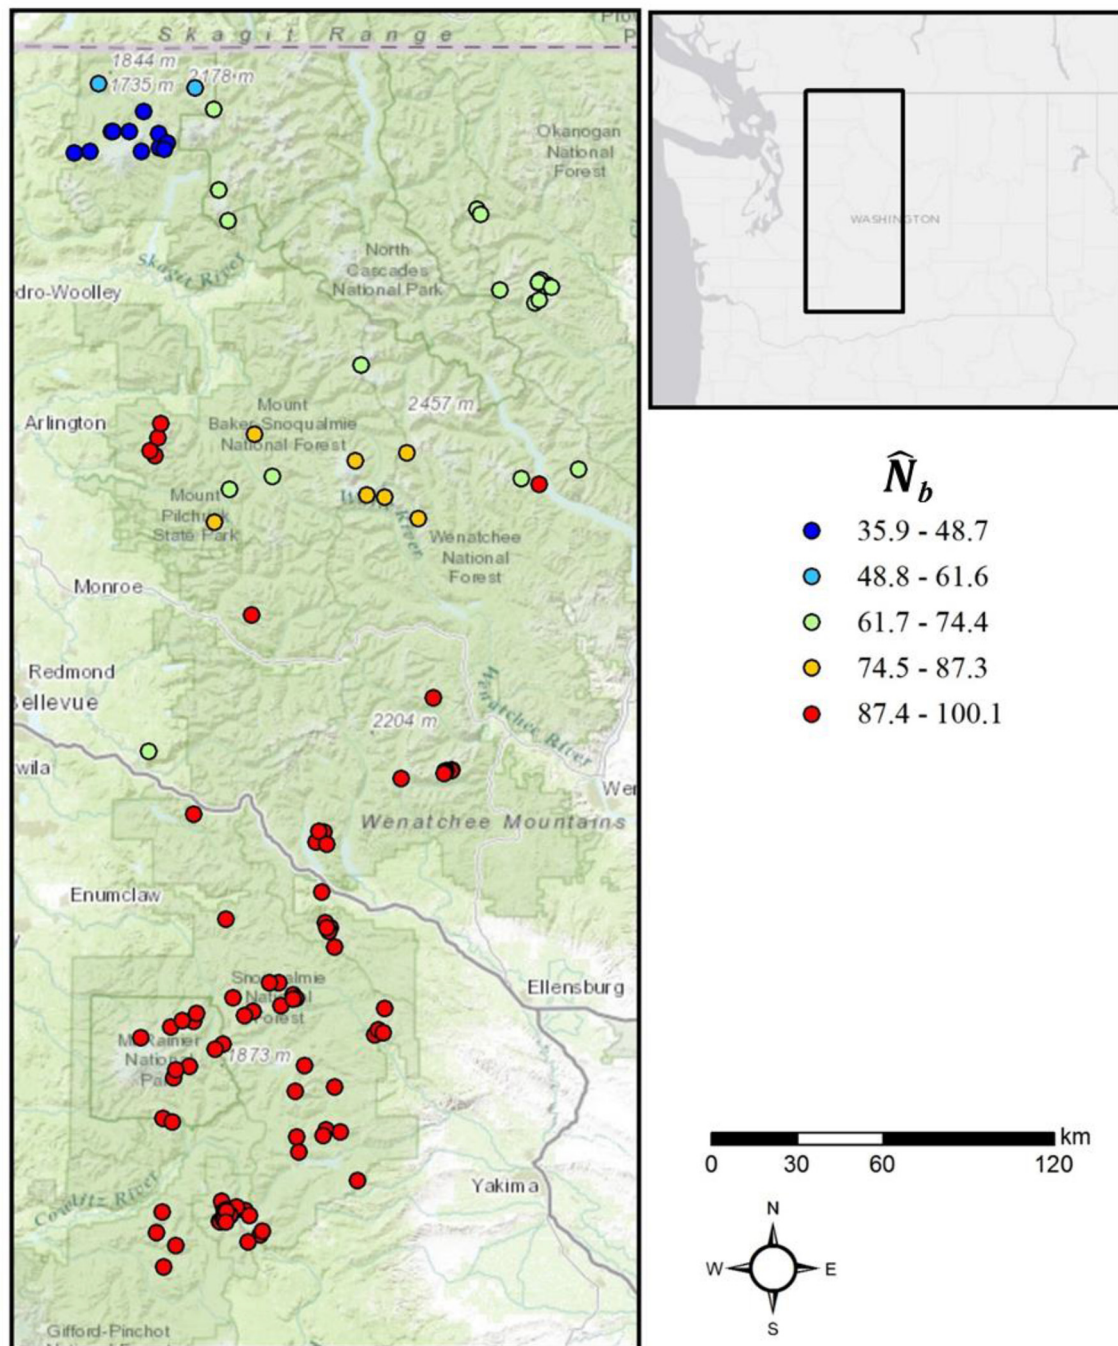 Skagit Range
1844 m
2178 m
1735 m
Okanogan
National
Forest
North
Cascades
National Park
Skagit River
dro-Woolley
Arlington
Mount
Baker-Snoqualmie
National Forest
2457 m
Mount
Pilchuck
State Park
River
Wenatchee
National
Forest
Monroe
Redmond
Bellevue
2204 m
Wenatchee River
wila
Wer
Wenatchee Mountains
Enumclaw
Snoqualmie
National
Forest
Ellensburg
Mt Rainier
National
Park
1873 m
Cowlitz River
Yakima
Gifford-Pinchot
WASHINGTON
N̂b
35.9 - 48.7
48.8 - 61.6
61.7 - 74.4
74.5 - 87.3
87.4 - 100.1
km
0 30 60 120
N
W E
S